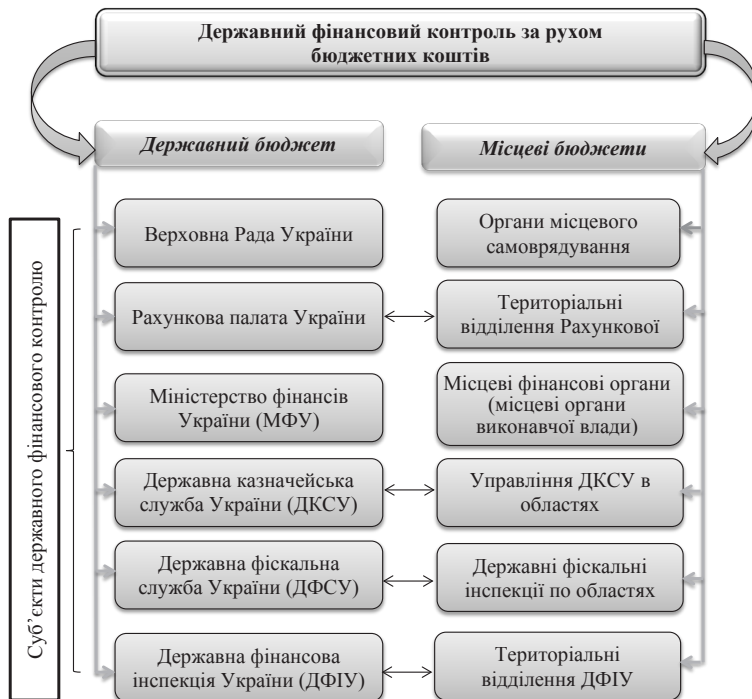 Державний фінансовий контроль за рухом
бюджетних коштів
Державний бюджет
Місцеві бюджети
Суб’єкти державного фінансового контролю
Верховна Рада України
Органи місцевого
самоврядування
Рахункова палата України
Територіальні
відділення Рахункової
Міністерство фінансів
України (МФУ)
Місцеві фінансові органи
(місцеві органи
виконавчої влади)
Державна казначейська
служба України (ДКСУ)
Управління ДКСУ в
областях
Державна фіскальна
служба України (ДФСУ)
Державні фіскальні
інспекції по областях
Державна фінансова
інспекція України (ДФІУ)
Територіальні
відділення ДФІУ